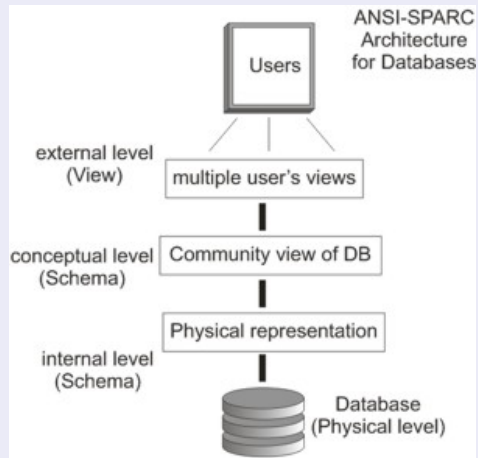 ANSI-SPARC
Architecture
for Databases
Users
external level
(View)
multiple user's views
conceptual level
(Schema)
Community view of DB
Physical representation
internal level
(Schema)
Database
(Physical level)